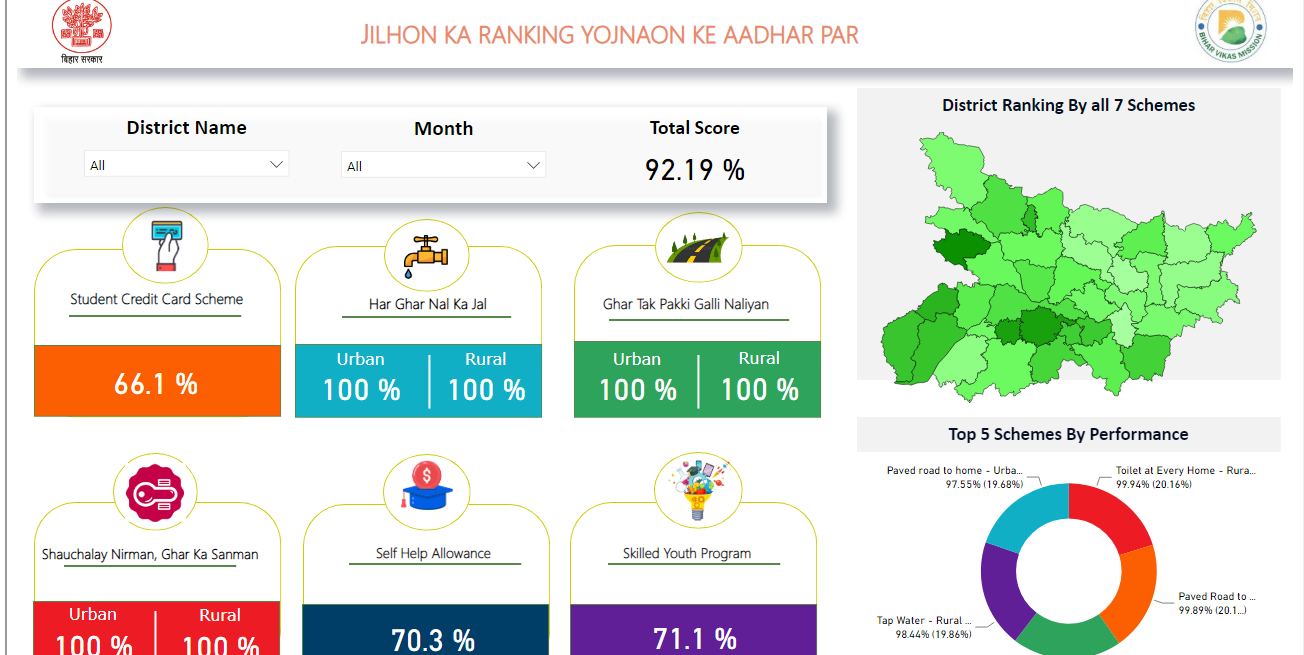 बिहार सरकार
JILHON KA RANKING YOJNAON KE AADHAR PAR
BIHAR VIKAS MISSION
District Name
All
Month
All
Total Score
92.19 %
Student Credit Card Scheme
66.1 %
Har Ghar Nal Ka Jal
Urban
100 %
Rural
100 %
Ghar Tak Pakki Galli Naliyan
Urban
100 %
Rural
100 %
Shauchalay Nirman, Ghar Ka Sanman
Urban
100 %
Rural
100 %
Self Help Allowance
70.3 %
Skilled Youth Program
71.1 %
District Ranking By all 7 Schemes
Top 5 Schemes By Performance
Paved road to home - Urba...
97.55% (19.68%)
Toilet at Every Home - Rura...
99.94% (20.16%)
Paved Road to ...
99.89% (20.1...)
Tap Water - Rural ...
98.44% (19.86%)